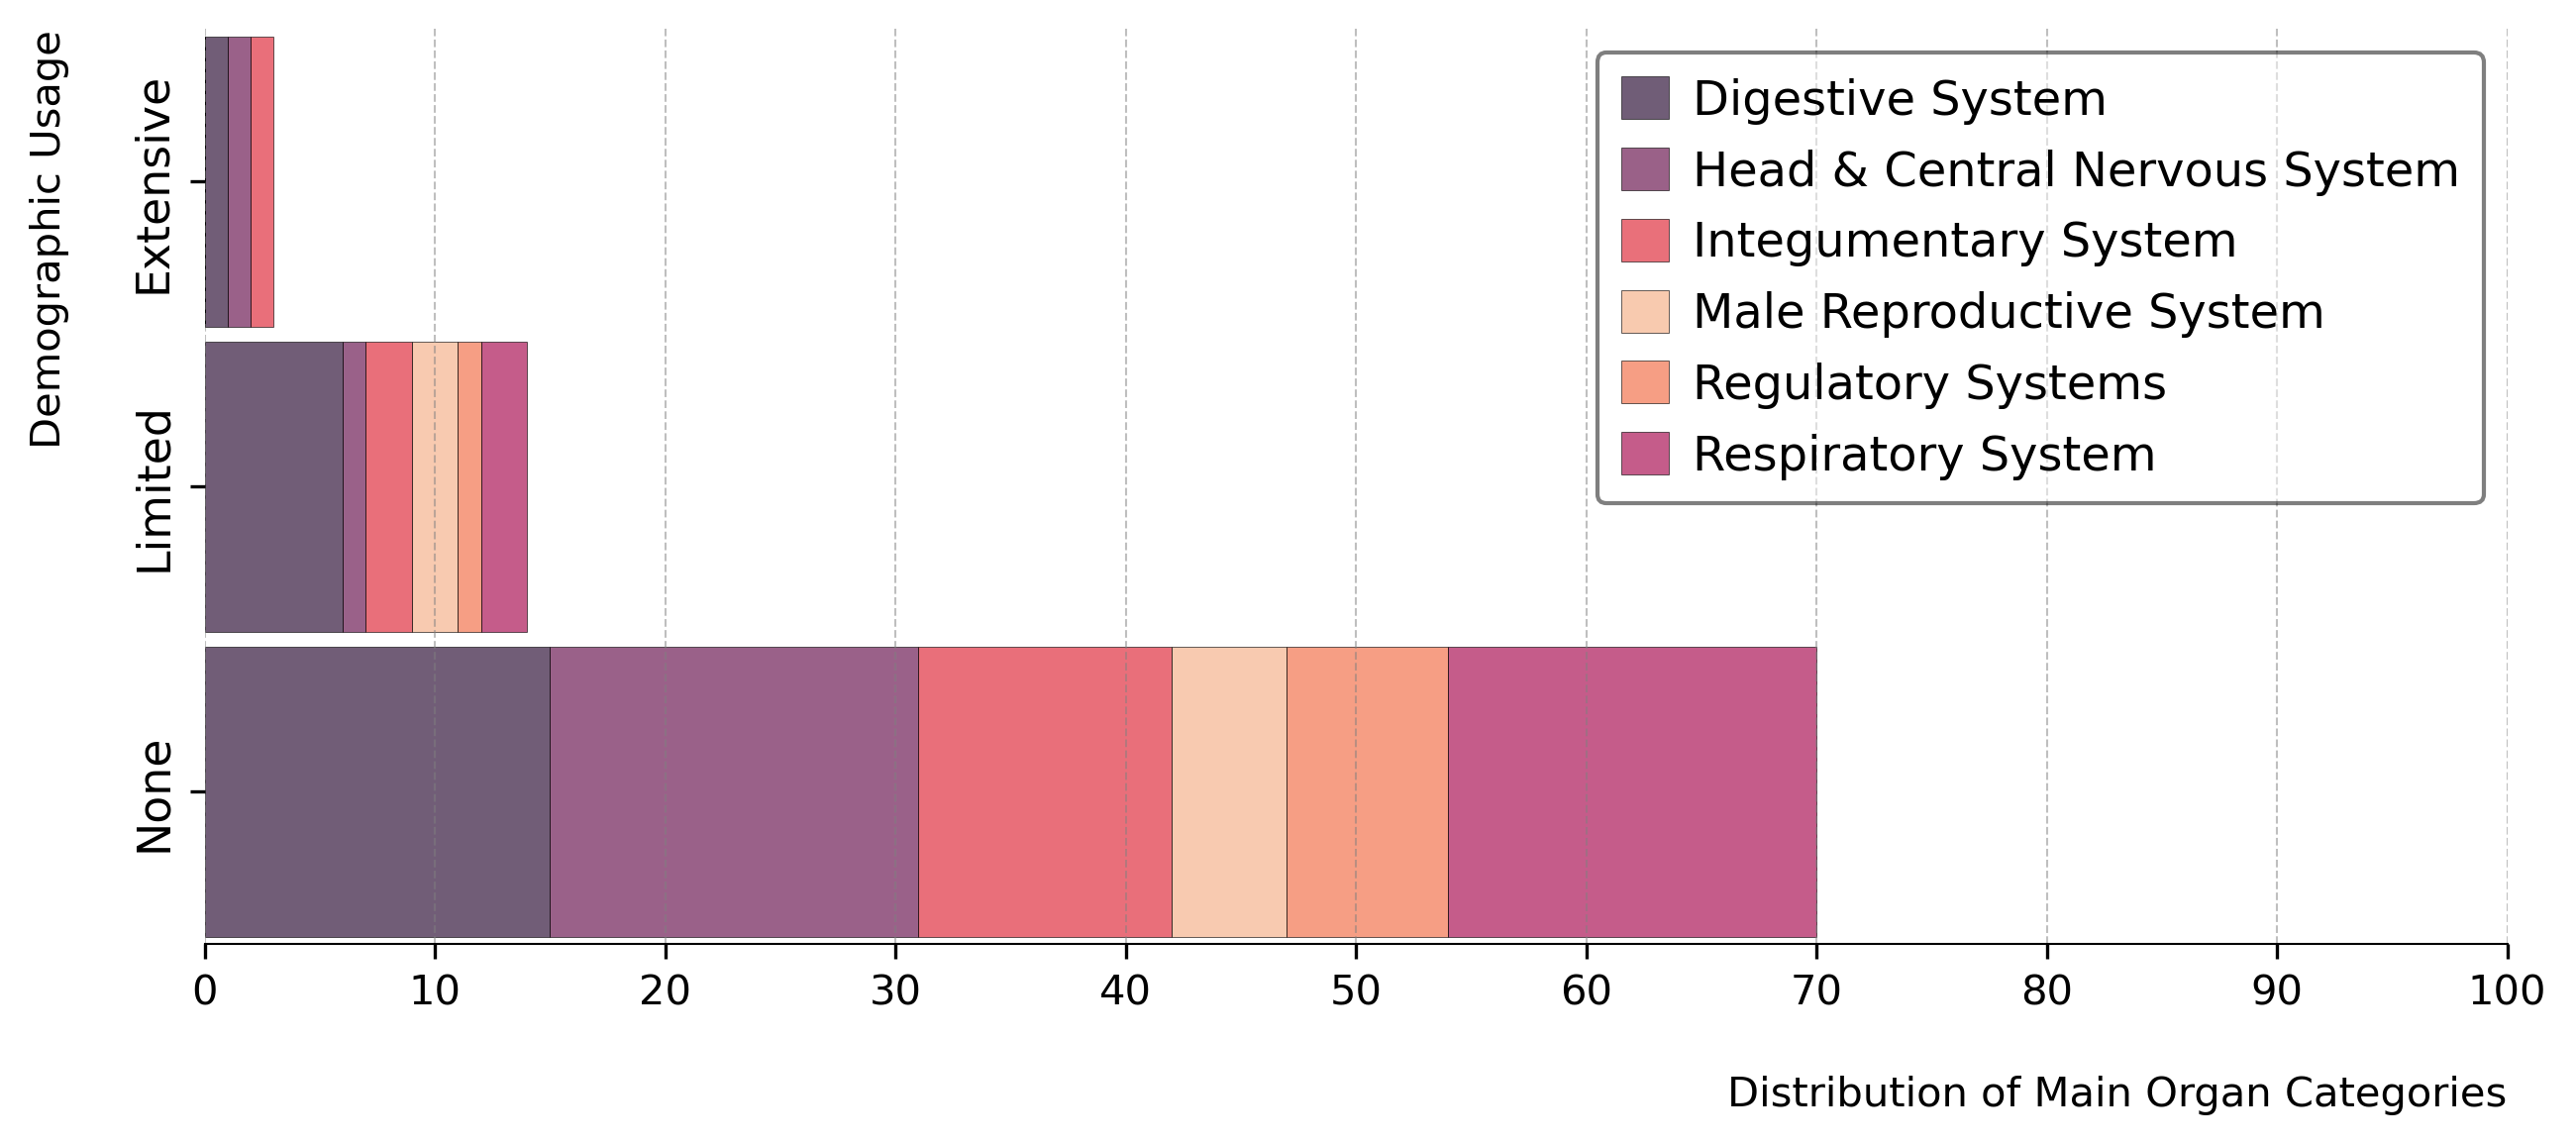 Demographic Usage
Extensive
Limited
None
Digestive System
Head & Central Nervous System
Integumentary System
Male Reproductive System
Regulatory Systems
Respiratory System
0 10 20 30 40 50 60 70 80 90 100
Distribution of Main Organ Categories